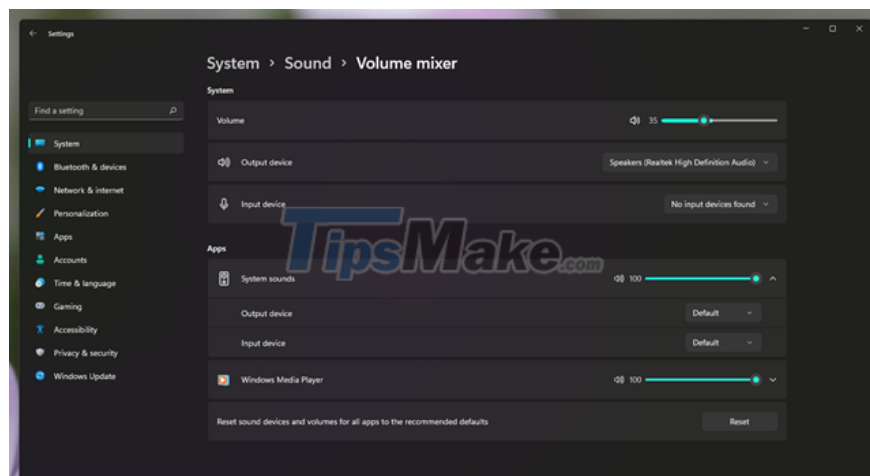 Settings
System > Sound > Volume mixer
Find a setting
System
Bluetooth & devices
Network & internet
Personalization
Apps
Accounts
Time & language
Gaming
Accessibility
Privacy & security
Windows Update
System
Volume 35
Output device Speakers (Realtek High Definition Audio)
Input device No input devices found
TipsMake.com
Apps
System sounds 100
Output device Default
Input device Default
Windows Media Player 100
Reset sound devices and volumes for all apps to the recommended defaults Reset